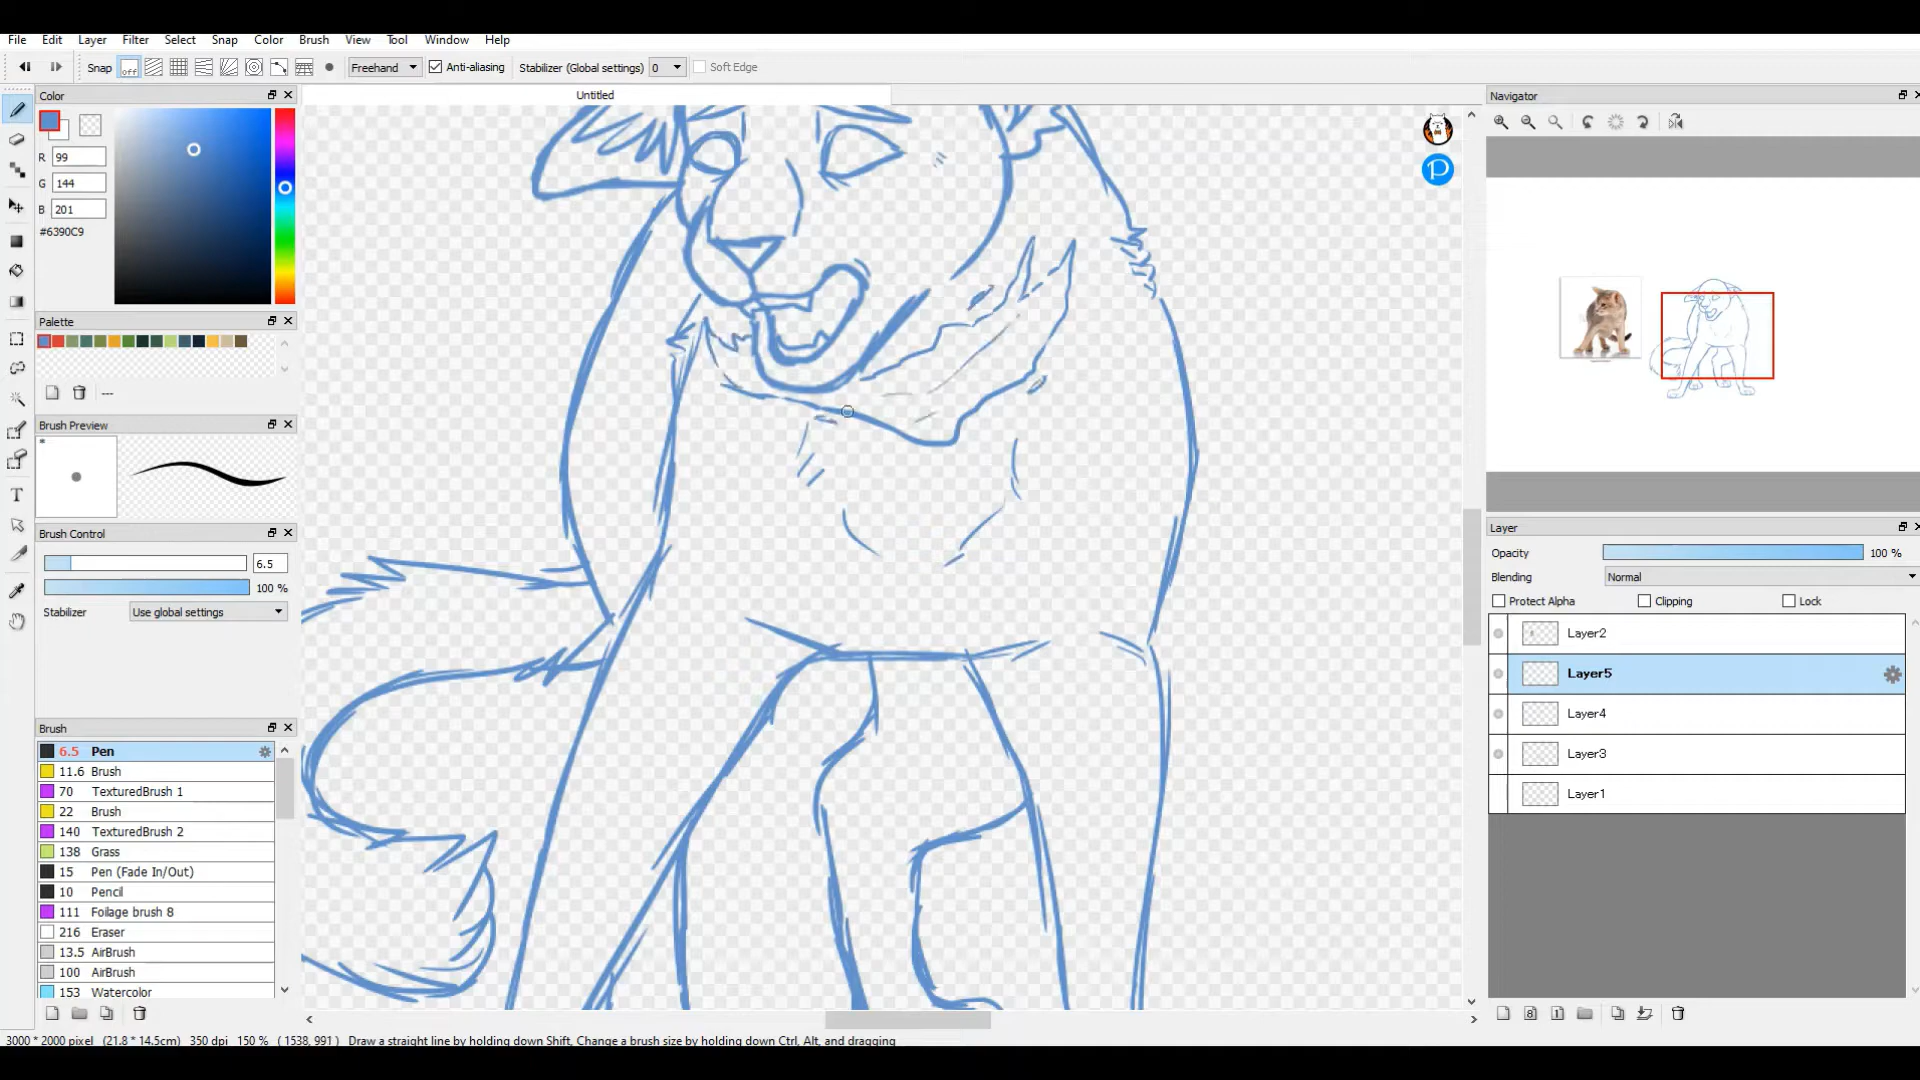 File Edit Layer Filter Select Snap Color Brush View Tool Window Help
Snap off Freehand Anti-aliasing Stabilizer (Global settings) 0 Soft Edge
Color
Untitled
Navigator
R 99
G 144
B 201
#6390C9
Palette
---
Brush Preview
*
Brush Control
6.5
100 %
Stabilizer Use global settings
Brush
6.5 Pen
11.6 Brush
70 TexturedBrush 1
22 Brush
140 TexturedBrush 2
138 Grass
15 Pen (Fade In/Out)
10 Pencil
111 Foilage brush 8
216 Eraser
13.5 AirBrush
100 AirBrush
153 Watercolor
T
P
Layer
Opacity 100 %
Blending Normal
Protect Alpha Clipping Lock
Layer2
Layer5
Layer4
Layer3
Layer1
8 1
3000 * 2000 pixel (21.8 * 14.5cm) 350 dpi 150 % ( 1538, 991 ) Draw a straight line by holding down Shift, Change a brush size by holding down Ctrl, Alt, and dragging